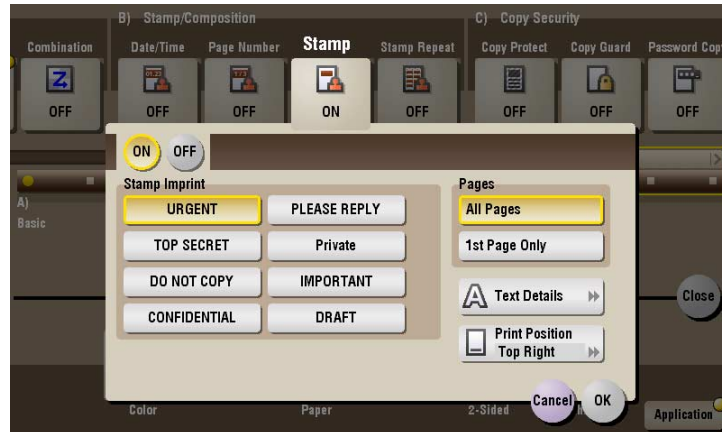 B) Stamp/Composition
C) Copy Security
Combination
Date/Time
Page Number
Stamp
Stamp Repeat
Copy Protect
Copy Guard
Password Cop
OFF
OFF
OFF
ON
OFF
OFF
OFF
OFF
ON
OFF
A)
Basic
Stamp Imprint
URGENT
PLEASE REPLY
TOP SECRET
Private
DO NOT COPY
IMPORTANT
CONFIDENTIAL
DRAFT
Pages
All Pages
1st Page Only
Text Details
Print Position
Top Right
Close
Cancel
OK
Color
Paper
2-Sided
Application